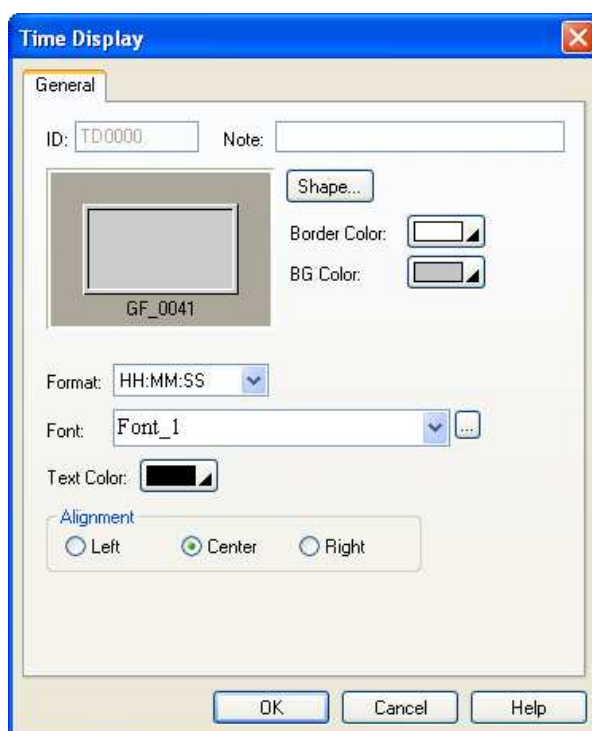 Time Display
General
ID: TD0000 Note:
Shape...
Border Color:
BG Color:
GF_0041
Format: HH:MM:SS
Font: Font_1 ...
Text Color:
Alignment
Left Center Right
OK Cancel Help